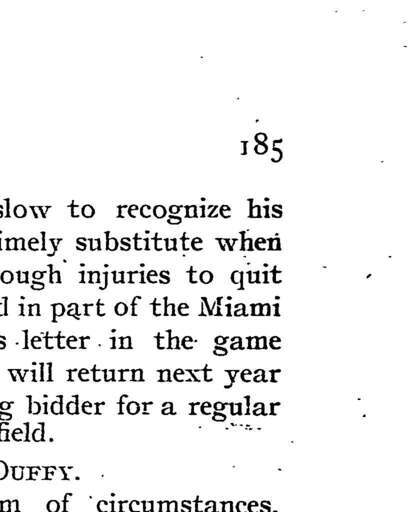 185
slow to recognize his
imely substitute when
ough injuries to quit
d in part of the Miami
s letter in the game
will return next year
g bidder for a regular
field.
DUFFY.
m of circumstances,